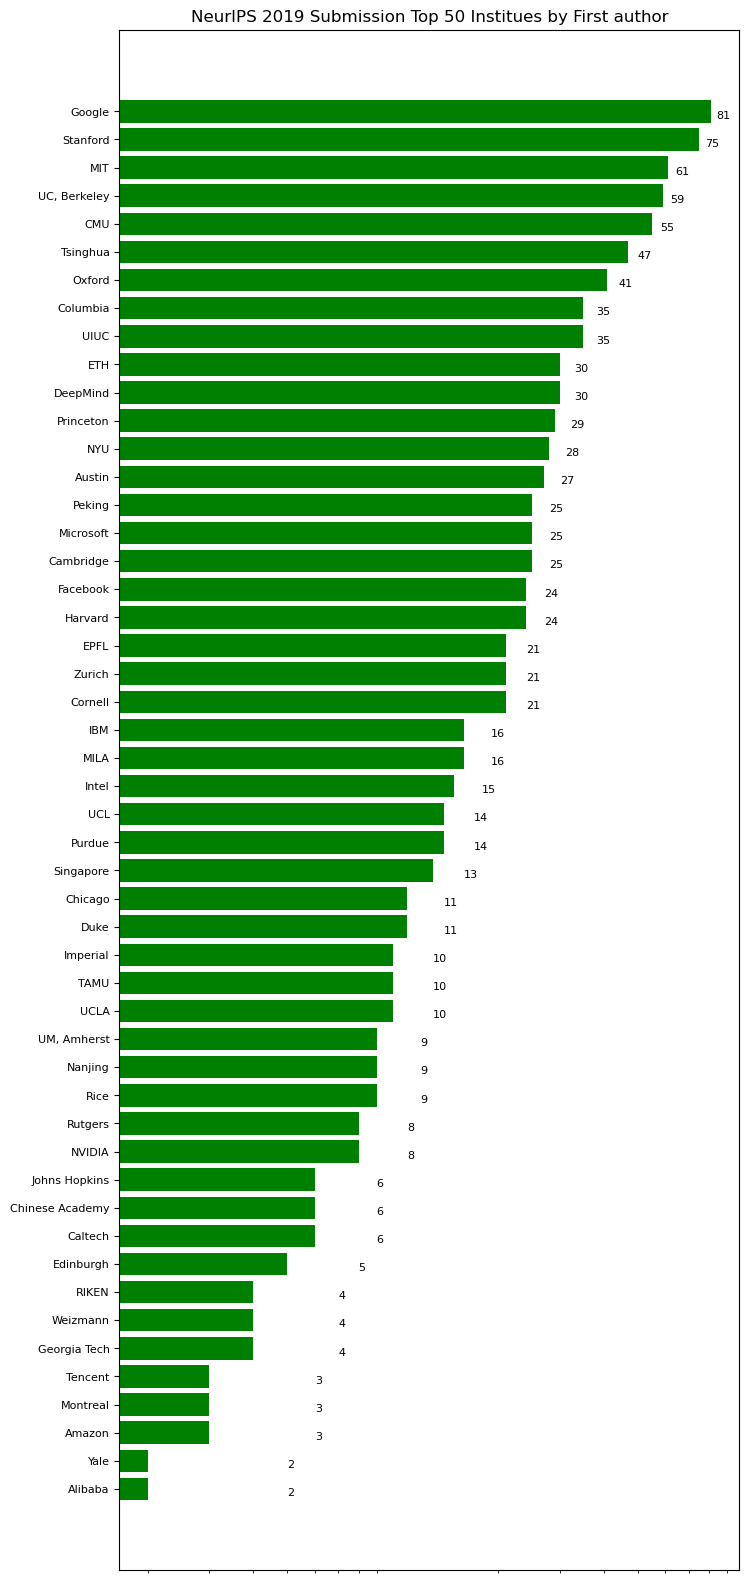 NeurIPS 2019 Submission Top 50 Institues by First author
Google 81
Stanford 75
MIT 61
UC, Berkeley 59
CMU 55
Tsinghua 47
Oxford 41
Columbia 35
UIUC 35
ETH 30
DeepMind 30
Princeton 29
NYU 28
Austin 27
Peking 25
Microsoft 25
Cambridge 25
Facebook 24
Harvard 24
EPFL 21
Zurich 21
Cornell 21
IBM 16
MILA 16
Intel 15
UCL 14
Purdue 14
Singapore 13
Chicago 11
Duke 11
Imperial 10
TAMU 10
UCLA 10
UM, Amherst 9
Nanjing 9
Rice 9
Rutgers 8
NVIDIA 8
Johns Hopkins 6
Chinese Academy 6
Caltech 6
Edinburgh 5
RIKEN 4
Weizmann 4
Georgia Tech 4
Tencent 3
Montreal 3
Amazon 3
Yale 2
Alibaba 2